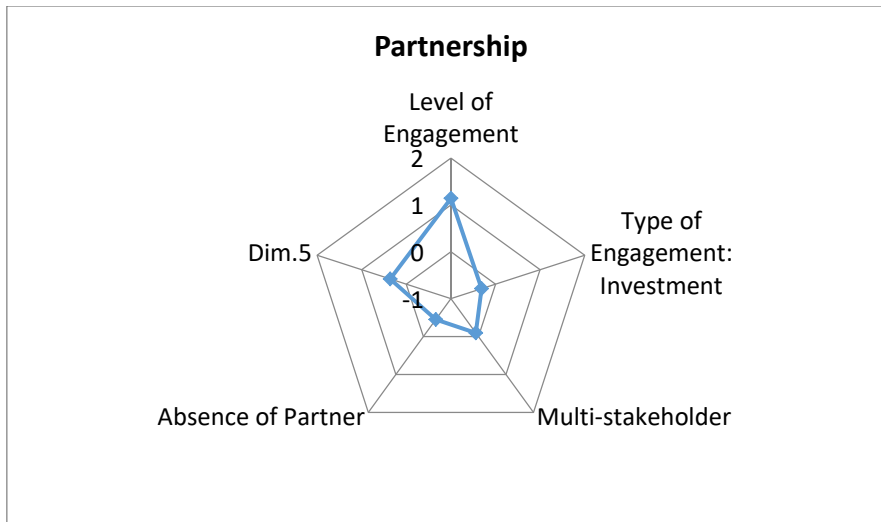 Partnership
Level of
Engagement
2
1
0
-1
Type of
Engagement:
Investment
Dim.5
Absence of Partner
Multi-stakeholder